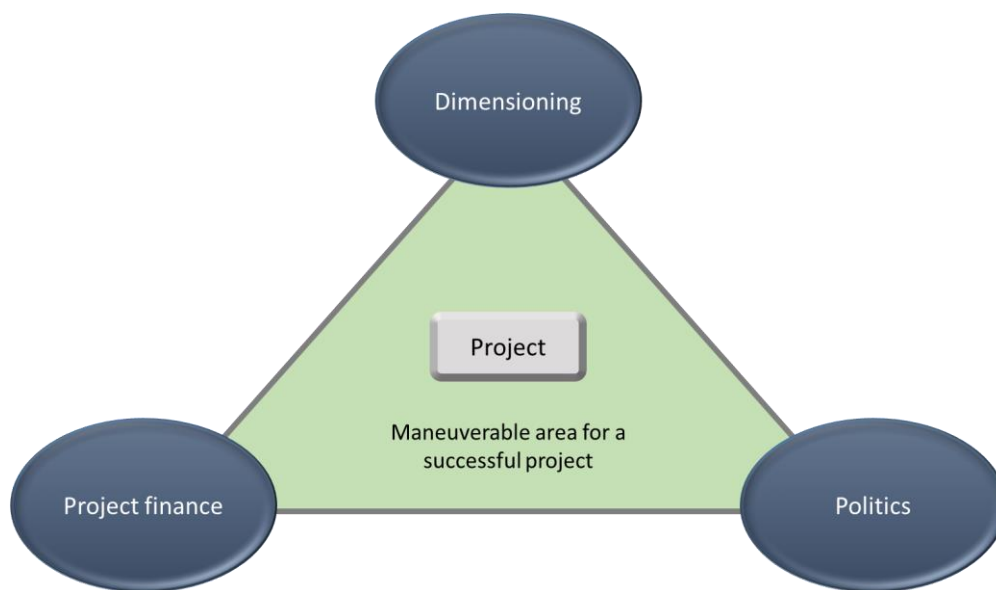 Dimensioning
Project
Maneuverable area for a
successful project
Project finance
Politics